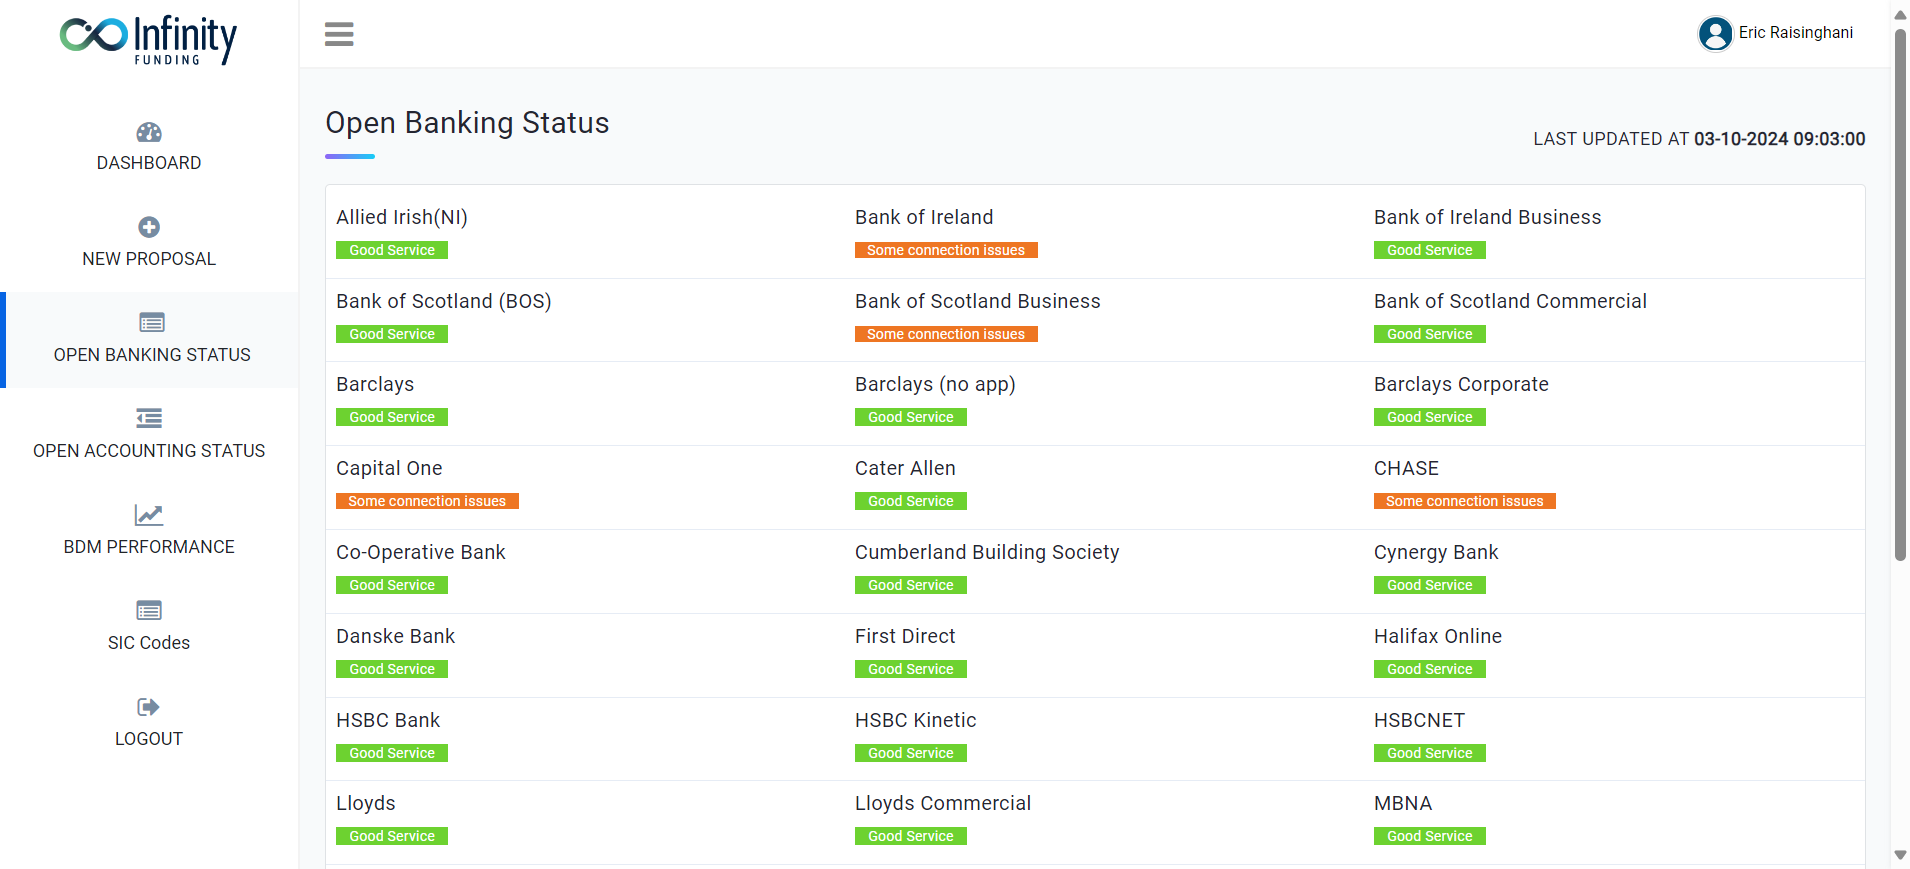 Infinity
FUNDING
Eric Raisinghani
DASHBOARD
NEW PROPOSAL
OPEN BANKING STATUS
OPEN ACCOUNTING STATUS
BDM PERFORMANCE
SIC Codes
LOGOUT
Open Banking Status
LAST UPDATED AT 03-10-2024 09:03:00
Allied Irish(NI)
Good Service
Bank of Ireland
Some connection issues
Bank of Ireland Business
Good Service
Bank of Scotland (BOS)
Good Service
Bank of Scotland Business
Some connection issues
Bank of Scotland Commercial
Good Service
Barclays
Good Service
Barclays (no app)
Good Service
Barclays Corporate
Good Service
Capital One
Some connection issues
Cater Allen
Good Service
CHASE
Some connection issues
Co-Operative Bank
Good Service
Cumberland Building Society
Good Service
Cynergy Bank
Good Service
Danske Bank
Good Service
First Direct
Good Service
Halifax Online
Good Service
HSBC Bank
Good Service
HSBC Kinetic
Good Service
HSBCNET
Good Service
Lloyds
Good Service
Lloyds Commercial
Good Service
MBNA
Good Service